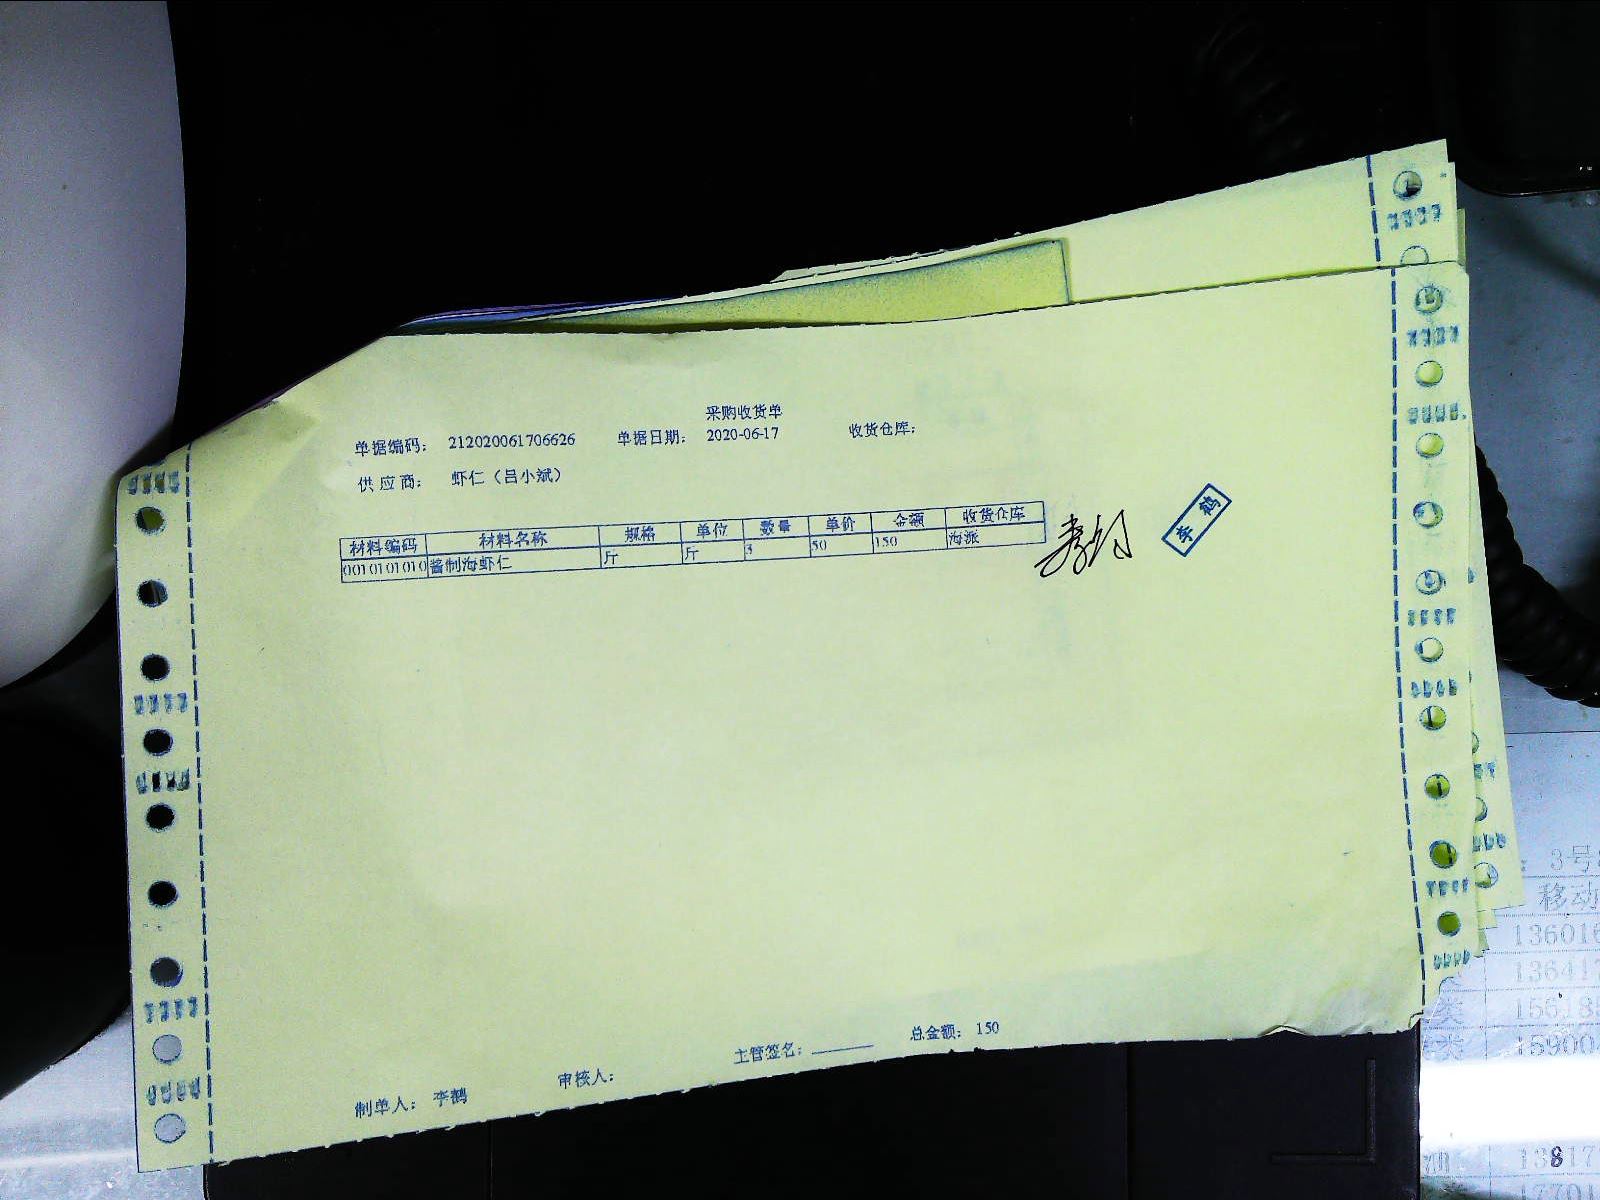 采购收货单
单据编码: 212020061706626 单据日期: 2020-06-17 收货仓库:
供应商: 虾仁（吕小斌）
材料编码 材料名称 规格 单位 数量 单价 金额 收货仓库
0010101010 酱制海虾仁 斤 斤 3 50 150 海派
李鹤
总金额: 150
主管签名:
审核人:
制单人: 李鹤
: 3号
移动
13601
1364
类 15618
类 15900